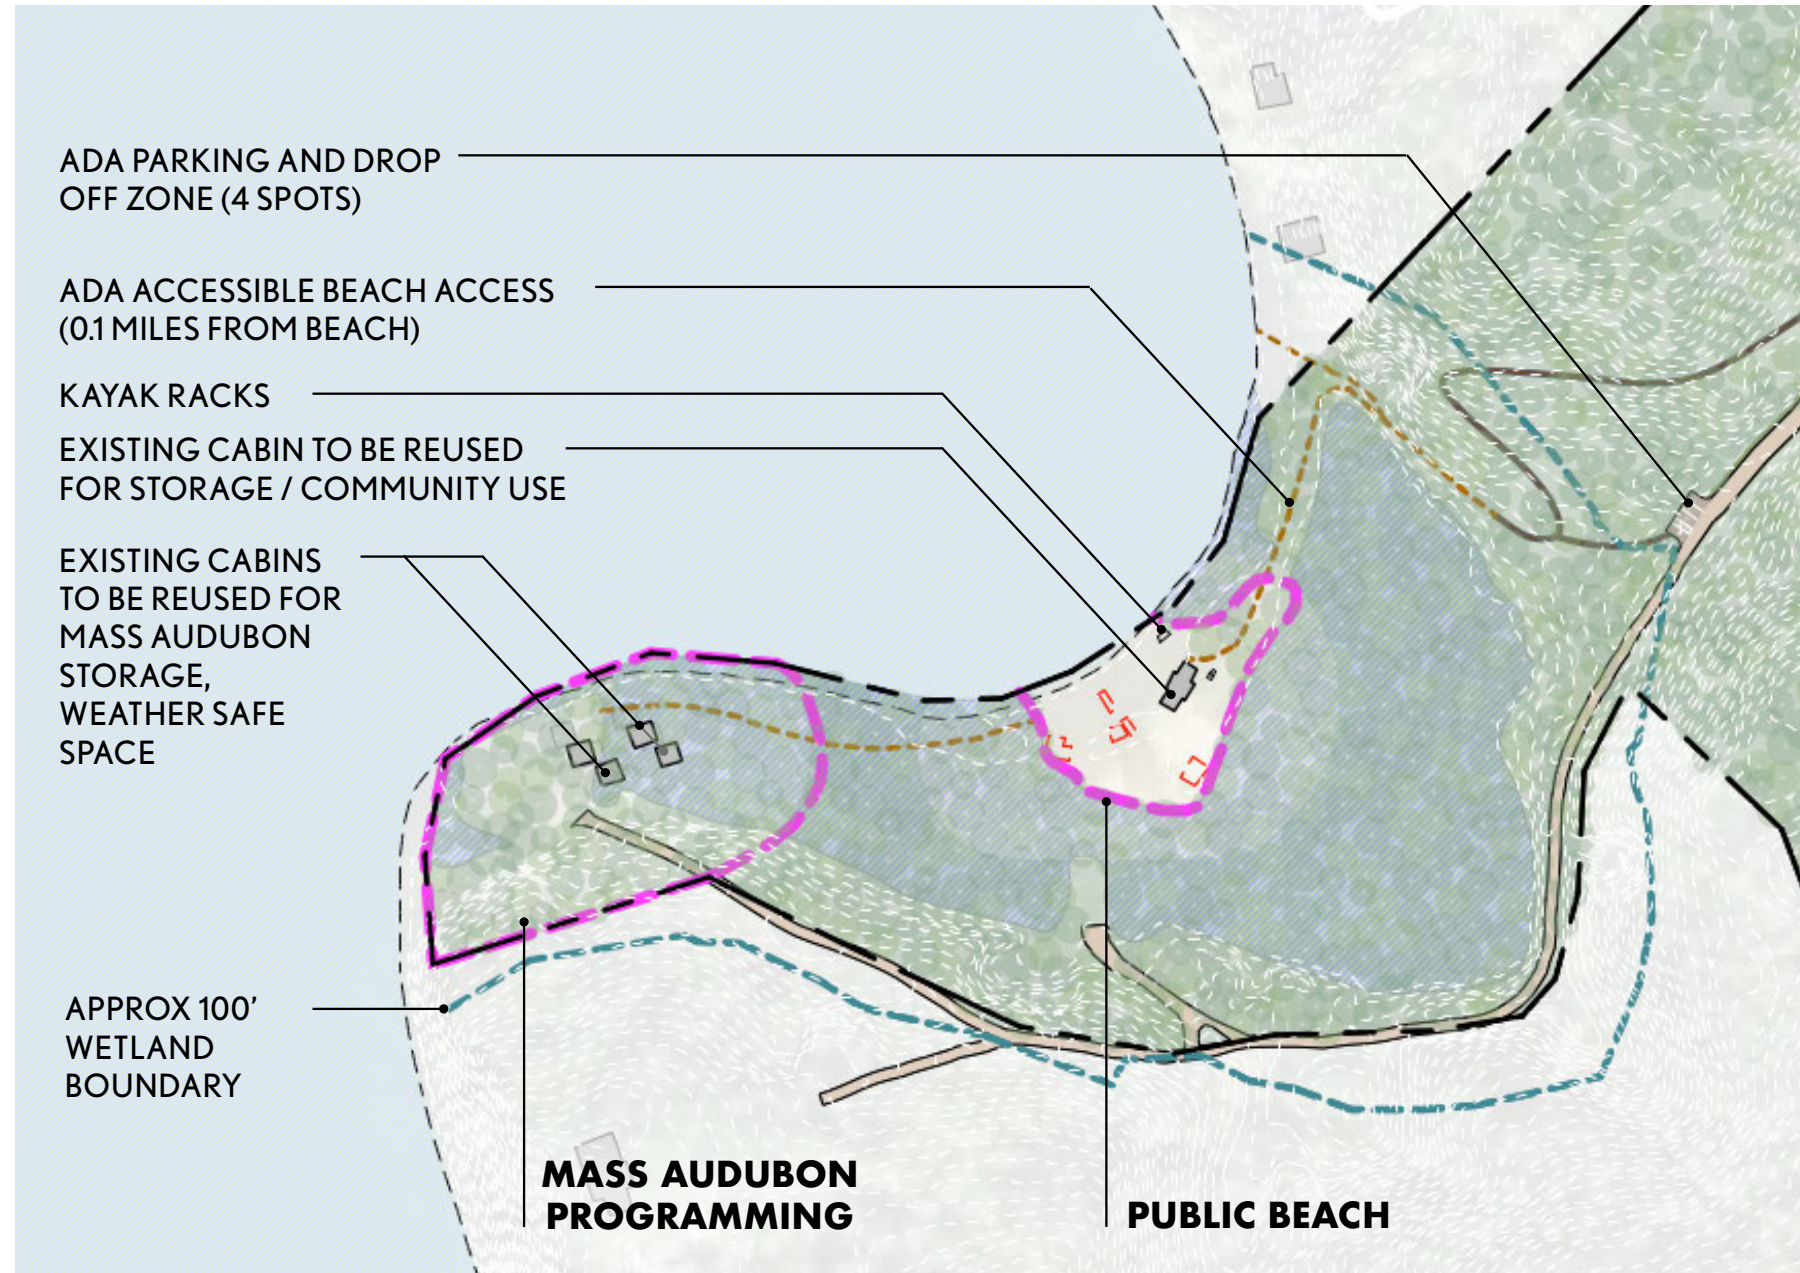 ADA PARKING AND DROP
OFF ZONE (4 SPOTS)
ADA ACCESSIBLE BEACH ACCESS
(0.1 MILES FROM BEACH)
KAYAK RACKS
EXISTING CABIN TO BE REUSED
FOR STORAGE / COMMUNITY USE
EXISTING CABINS
TO BE REUSED FOR
MASS AUDUBON
STORAGE,
WEATHER SAFE
SPACE
APPROX 100'
WETLAND
BOUNDARY
MASS AUDUBON
PROGRAMMING
PUBLIC BEACH